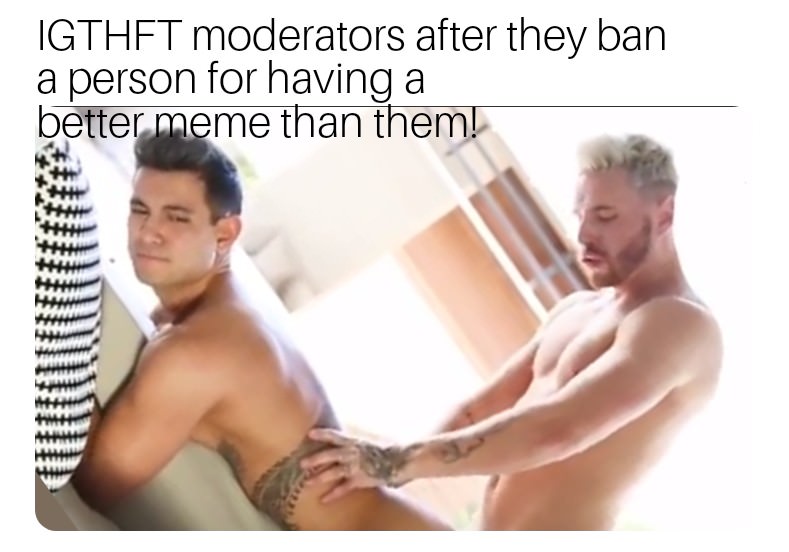 IGTHFT moderators after they ban
a person for having a
better meme than them!